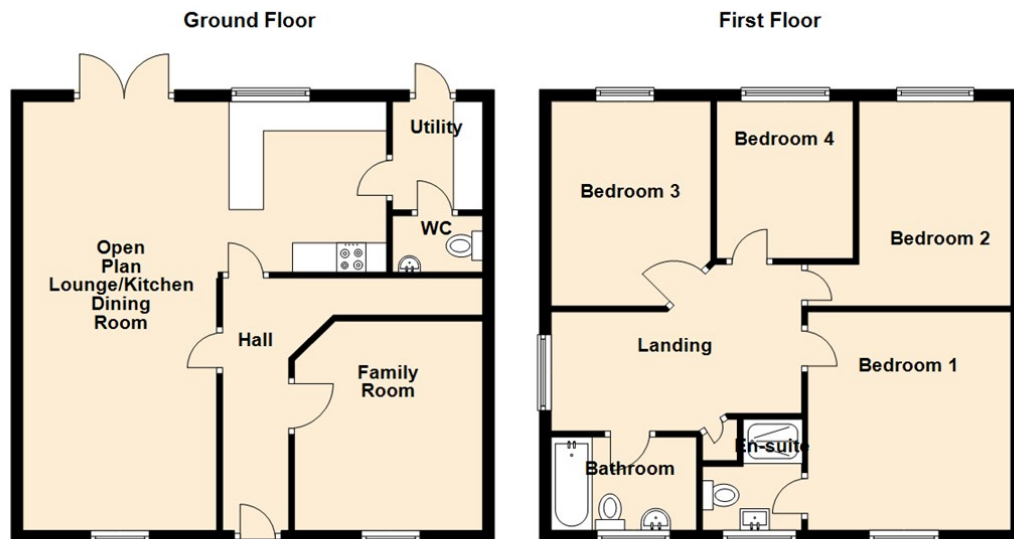 Ground Floor
Utility
WC
Open
Plan
Lounge/Kitchen
Dining
Room
Hall
Family
Room
First Floor
Bedroom 4
Bedroom 3
Bedroom 2
Landing
Bedroom 1
En-suite
Bathroom